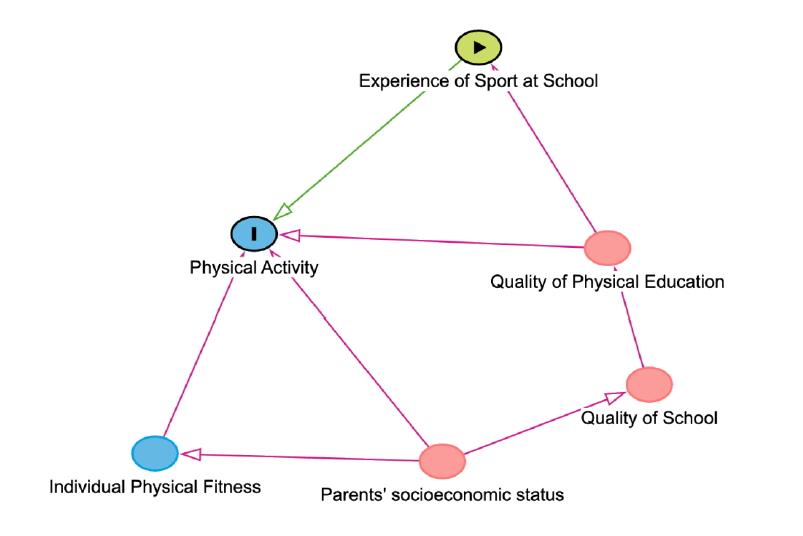 Experience of Sport at School
Physical Activity
Quality of Physical Education
Quality of School
Individual Physical Fitness
Parents' socioeconomic status